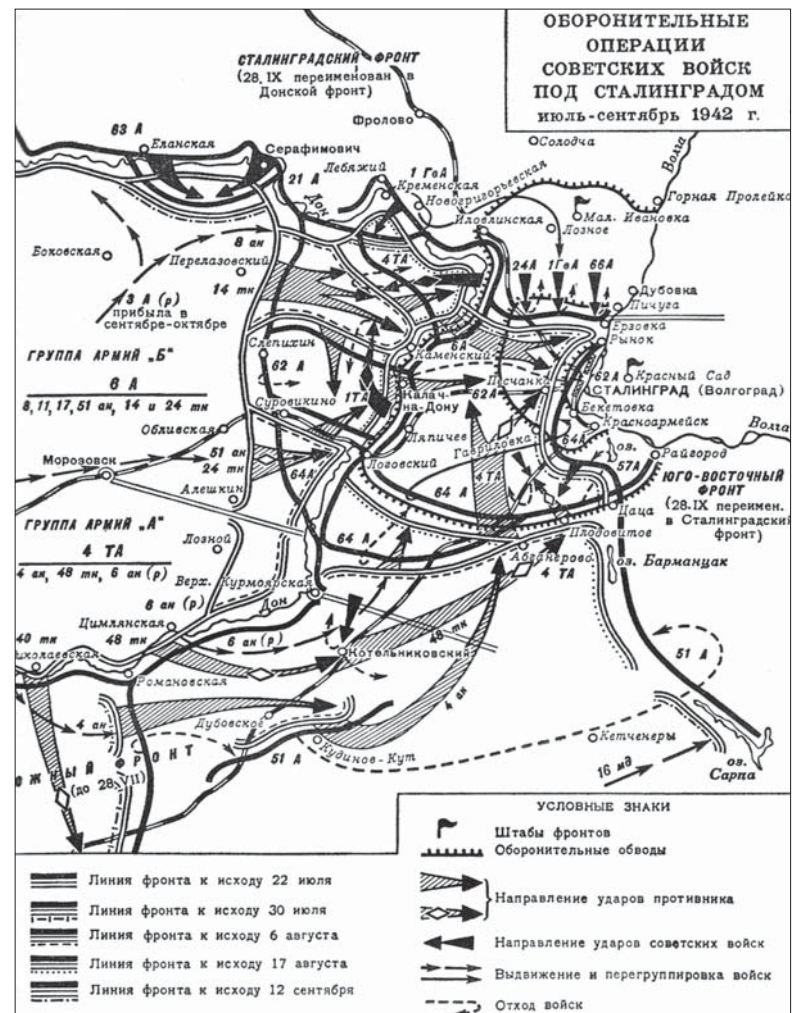 ОБОРОНИТЕЛЬНЫЕ
ОПЕРАЦИИ
СОВЕТСКИХ ВОЙСК
ПОД СТАЛИНГРАДОМ
июль-сентябрь 1942 г.
СТАЛИНГРАДСКИЙ ФРОНТ
(28.IX переименован в
Донской фронт)
Фролово
Солодча
Волга
63 А
Еланская
Серафимович
21 А
Лебяжий
1 ГвА
Кременская
Новогригорьевская
Дон
Иловлинская
Горная Пролейка
Мал. Ивановка
Лозное
Боковская
8 ак
Перелазовский
4 ТА
14 тк
24А
1ГвА
66А
Дубовка
Пичуга
Ерзовка
Рынок
3 А (р)
прибыла в
сентябре-октябре
ГРУППА АРМИЙ „Б"
6 А
8, 11, 17, 51 ак, 14 и 24 тк
Слепихин
62 А
6А
Каменский
1ТА
Калач-
на-Дону
Песчанка
62А
62А
Красный Сад
СТАЛИНГРАД (Волгоград)
Суровикино
Бекетовка
Красноармейск
Волга
Обливская
Ляпичев
Гавриловка
64А
оз.
51 ак
24 тк
Логовский
57А
Райгород
Морозовск
64А
4 ТА
ЮГО-ВОСТОЧНЫЙ
ФРОНТ
(28.IX переимен.
в Сталинградский
фронт)
Алешкин
64 А
Цаца
ГРУППА АРМИЙ „А"
4 ТА
4 ак, 48 тк, 6 ак (р)
Лозной
64 А
Плодовитое
Абганерово
4 ТА
оз. Барманцак
Верх. Курмоярская
6 ак (р)
Дон
Цимлянская
40 тк
48 тк
6 ак (р)
48 тк
Котельниковский
51 А
Романовская
4 ак
4 ак
Дубовское
51 А
Кудинов-Кут
Кетченеры
ФРОНТ
(до 28.VII)
16 мд
оз.
Сарпа
УСЛОВНЫЕ ЗНАКИ
Штабы фронтов
Оборонительные обводы
Направление ударов противника
Направление ударов советских войск
Выдвижение и перегруппировка войск
Отход войск
Линия фронта к исходу 22 июля
Линия фронта к исходу 30 июля
Линия фронта к исходу 6 августа
Линия фронта к исходу 17 августа
Линия фронта к исходу 12 сентября